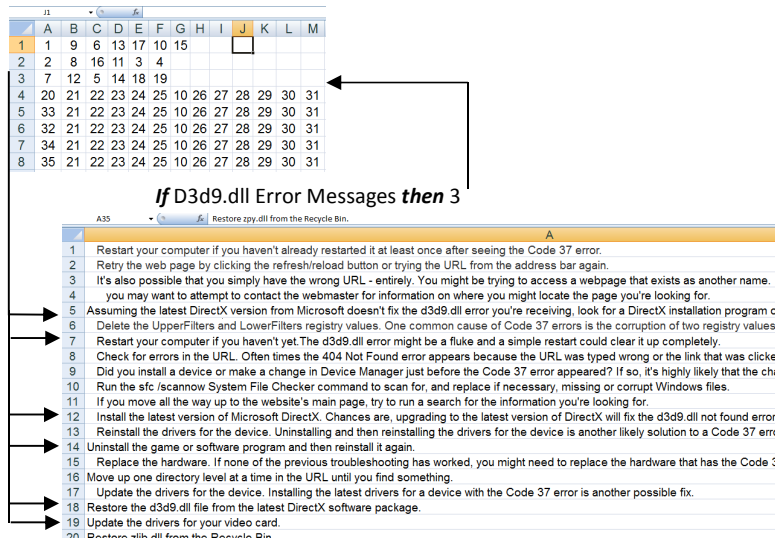 J1 fx
A B C D E F G H I J K L M
1 1 9 6 13 17 10 15
2 2 8 16 11 3 4
3 7 12 5 14 18 19
4 20 21 22 23 24 25 10 26 27 28 29 30 31
5 33 21 22 23 24 25 10 26 27 28 29 30 31
6 32 21 22 23 24 25 10 26 27 28 29 30 31
7 34 21 22 23 24 25 10 26 27 28 29 30 31
8 35 21 22 23 24 25 10 26 27 28 29 30 31
If D3d9.dll Error Messages then 3
A35 fx Restore zpy.dll from the Recycle Bin.
A
1 Restart your computer if you haven't already restarted it at least once after seeing the Code 37 error.
2 Retry the web page by clicking the refresh/reload button or trying the URL from the address bar again.
3 It's also possible that you simply have the wrong URL - entirely. You might be trying to access a webpage that exists as another name.
4 you may want to attempt to contact the webmaster for information on where you might locate the page you're looking for.
5 Assuming the latest DirectX version from Microsoft doesn't fix the d3d9.dll error you're receiving, look for a DirectX installation program
6 Delete the UpperFilters and LowerFilters registry values. One common cause of Code 37 errors is the corruption of two registry values
7 Restart your computer if you haven't yet.The d3d9.dll error might be a fluke and a simple restart could clear it up completely.
8 Check for errors in the URL. Often times the 404 Not Found error appears because the URL was typed wrong or the link that was clicke
9 Did you install a device or make a change in Device Manager just before the Code 37 error appeared? If so, it's highly likely that the cha
10 Run the sfc /scannow System File Checker command to scan for, and replace if necessary, missing or corrupt Windows files.
11 If you move all the way up to the website's main page, try to run a search for the information you're looking for.
12 Install the latest version of Microsoft DirectX. Chances are, upgrading to the latest version of DirectX will fix the d3d9.dll not found error
13 Reinstall the drivers for the device. Uninstalling and then reinstalling the drivers for the device is another likely solution to a Code 37 erro
14 Uninstall the game or software program and then reinstall it again.
15 Replace the hardware. If none of the previous troubleshooting has worked, you might need to replace the hardware that has the Code
16 Move up one directory level at a time in the URL until you find something.
17 Update the drivers for the device. Installing the latest drivers for a device with the Code 37 error is another possible fix.
18 Restore the d3d9.dll file from the latest DirectX software package.
19 Update the drivers for your video card.
20 Restore zlib.dll from the Recycle Bin